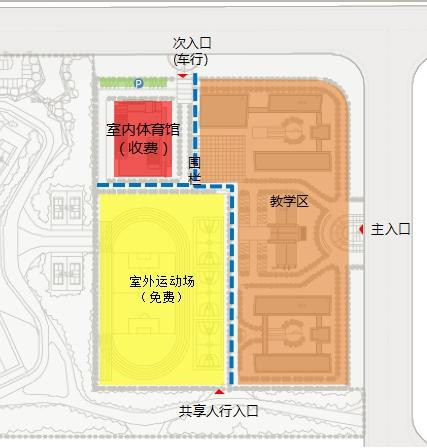 次入口
(车行)
P
室内体育馆
（收费）
围
栏
教学区
主入口
室外运动场
（免费）
共享人行入口